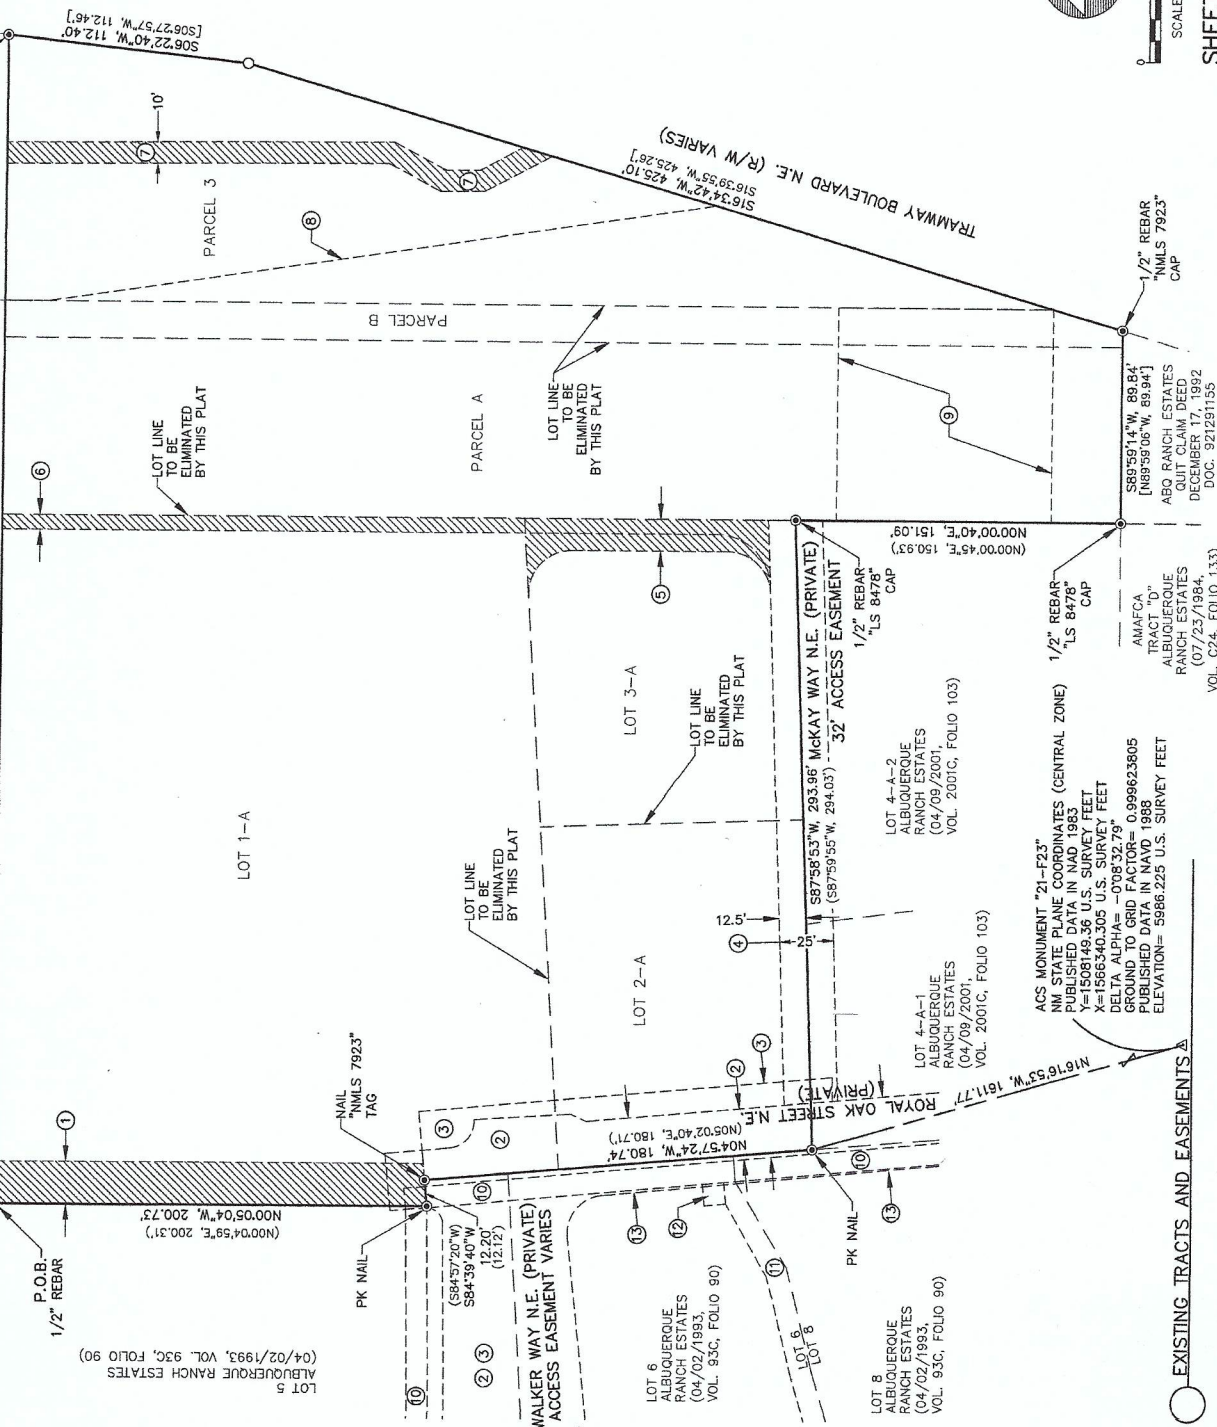 S06°22'40"W, 112.40'
[S06°27'57"W, 112.46']
10'
7
PARCEL 3
7
8
TRAMWAY BOULEVARD N.E. (R/W VARIES)
S16°34'42"W, 425.10'
S16°39'55"W, 425.26']
PARCEL B
LOT LINE
TO BE
ELIMINATED
BY THIS PLAT
6
LOT LINE
TO BE
ELIMINATED
BY THIS PLAT
PARCEL A
9
1/2" REBAR
"NMLS 7923"
CAP
S89°59'14"W, 89.84'
[N89°59'06"W, 89.94']
ABQ RANCH ESTATES
QUIT CLAIM DEED
DECEMBER 17, 1992
DOC. 921291155
N00°00'40"E, 151.09'
(N00°00'45"E, 150.93')
1/2" REBAR
"LS 8478"
CAP
1/2" REBAR
"LS 8478"
CAP
AMAFCA
TRACT "D"
ALBUQUERQUE
RANCH ESTATES
(07/23/1984,
VOL. C24, FOLIO 133)
5
LOT 1-A
LOT 3-A
LOT LINE
TO BE
ELIMINATED
BY THIS PLAT
LOT LINE
TO BE
ELIMINATED
BY THIS PLAT
LOT 2-A
S87°58'53"W, 293.96'
(S87°59'55"W, 294.03')
McKAY WAY N.E. (PRIVATE)
32' ACCESS EASEMENT
12.5'
4
25'
LOT 4-A-2
ALBUQUERQUE
RANCH ESTATES
(04/09/2001,
VOL. 2001C, FOLIO 103)
LOT 4-A-1
ALBUQUERQUE
RANCH ESTATES
(04/09/2001,
VOL. 2001C, FOLIO 103)
ACS MONUMENT "21-F23"
NM STATE PLANE COORDINATES (CENTRAL ZONE)
PUBLISHED DATA IN NAD 1983
Y=1508149.36 U.S. SURVEY FEET
X=1566340.305 U.S. SURVEY FEET
DELTA ALPHA= -0°08'32.79"
GROUND TO GRID FACTOR= 0.999623805
PUBLISHED DATA IN NAVD 1988
ELEVATION= 5986.225 U.S. SURVEY FEET
N16°16'53"W, 1611.77'
NAIL
"NMLS 7923"
TAG
1
3
2
2
3
ROYAL OAK STREET N.E.
(PRIVATE)
N04°57'24"W, 180.74'
(N05°02'40"E, 180.71')
P.O.B.
1/2" REBAR
N00°05'04"W, 200.73'
(N00°04'59"E, 200.31')
PK NAIL
(S84°57'20"W)
S84°39'40"W
12.20'
(12.12')
10
10
10
WALKER WAY N.E. (PRIVATE)
ACCESS EASEMENT VARIES
2 3
13
12
11
13
PK NAIL
LOT 5
ALBUQUERQUE RANCH ESTATES
(04/02/1993, VOL. 93C, FOLIO 90)
LOT 6
ALBUQUERQUE
RANCH ESTATES
(04/02/1993,
VOL. 93C, FOLIO 90)
LOT 6
LOT 8
LOT 8
ALBUQUERQUE
RANCH ESTATES
(04/02/1993,
VOL. 93C, FOLIO 90)
EXISTING TRACTS AND EASEMENTS
0
SCALE
SHEET